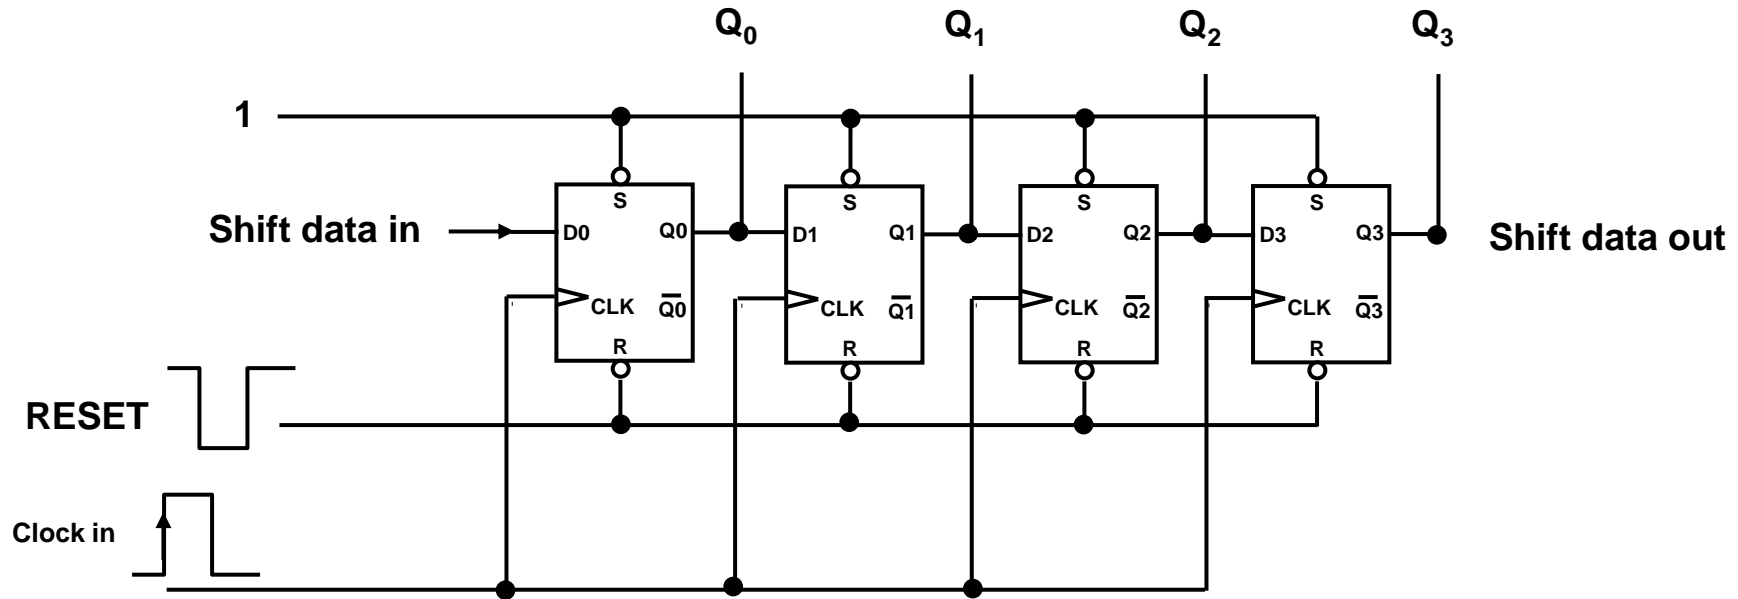 Q0 Q1 Q2 Q3
1
S S S S
Shift data in D0 Q0 D1 Q1 D2 Q2 D3 Q3 Shift data out
CLK Q̅0̅ CLK Q̅1̅ CLK Q̅2̅ CLK Q̅3̅
R R R R
RESET
Clock in